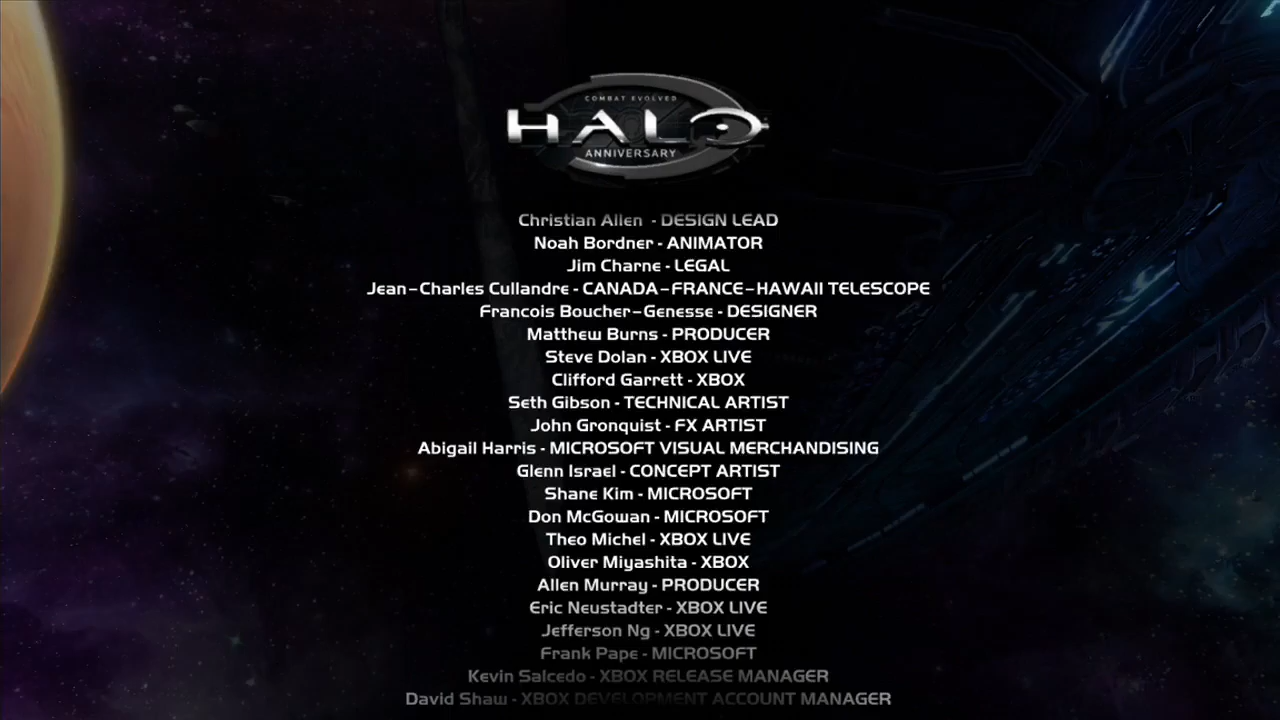 COMBAT EVOLVED
HALO
ANNIVERSARY
Christian Allen - DESIGN LEAD
Noah Bordner - ANIMATOR
Jim Charne - LEGAL
Jean-Charles Cullandre - CANADA-FRANCE-HAWAII TELESCOPE
Francois Boucher-Genesse - DESIGNER
Matthew Burns - PRODUCER
Steve Dolan - XBOX LIVE
Clifford Garrett - XBOX
Seth Gibson - TECHNICAL ARTIST
John Gronquist - FX ARTIST
Abigail Harris - MICROSOFT VISUAL MERCHANDISING
Glenn Israel - CONCEPT ARTIST
Shane Kim - MICROSOFT
Don McGowan - MICROSOFT
Theo Michel - XBOX LIVE
Oliver Miyashita - XBOX
Allen Murray - PRODUCER
Eric Neustadter - XBOX LIVE
Jefferson Ng - XBOX LIVE
Frank Pape - MICROSOFT
Kevin Salcedo - XBOX RELEASE MANAGER
David Shaw - XBOX DEVELOPMENT ACCOUNT MANAGER